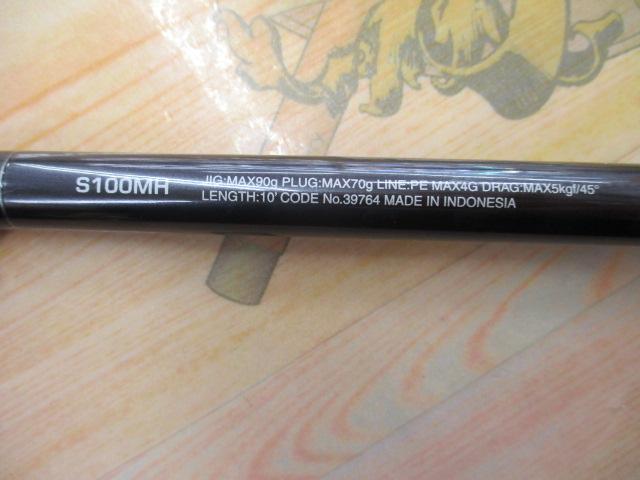 S100MH
JIG:MAX90g PLUG:MAX70g LINE:PE MAX4G DRAG:MAX5kgf/45°
LENGTH:10' CODE No.39764 MADE IN INDONESIA